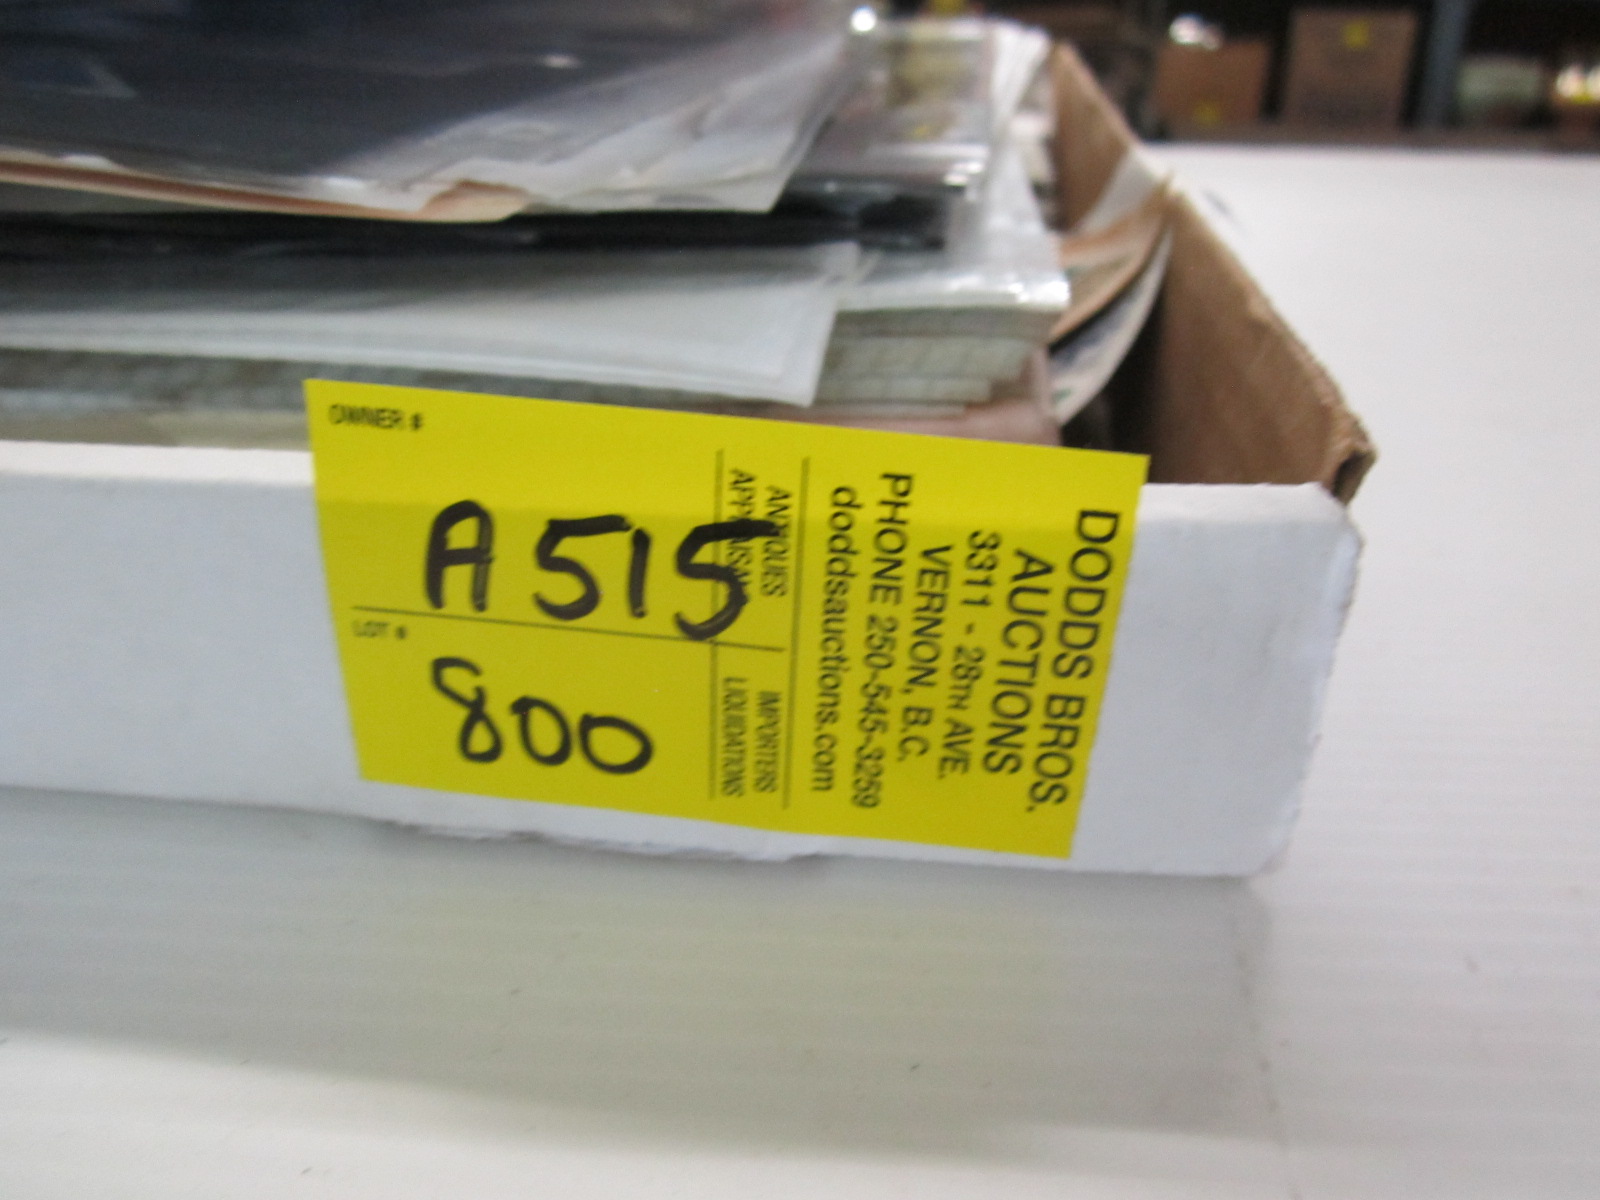 OWNER #
A515
LOT #
800
ANTIQUES
APPRAISALS
IMPORTERS
LIQUIDATIONS
DODDS BROS.
AUCTIONS
3311 - 28TH AVE.
VERNON, B.C.
PHONE 250-545-3259
doddsauctions.com